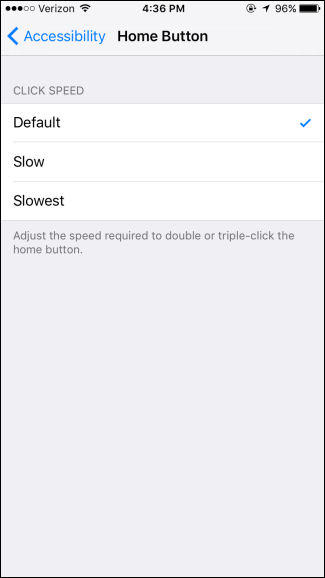 Verizon 4:36 PM 96%
Accessibility Home Button
CLICK SPEED
Default
Slow
Slowest
Adjust the speed required to double or triple-click the
home button.